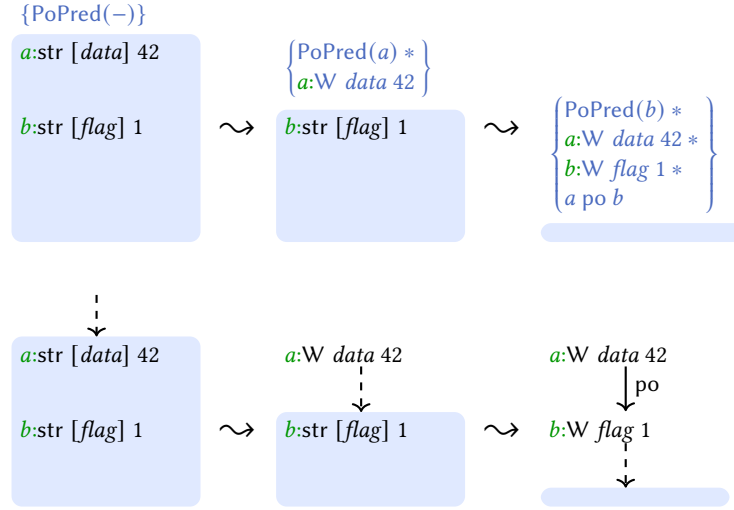 {PoPred(−)}
a:str [data] 42
b:str [flag] 1
⤳
{PoPred(a) ∗
a:W data 42}
b:str [flag] 1
⤳
{PoPred(b) ∗
a:W data 42 ∗
b:W flag 1 ∗
a po b}
a:str [data] 42
b:str [flag] 1
⤳
a:W data 42
b:str [flag] 1
⤳
a:W data 42
po
b:W flag 1